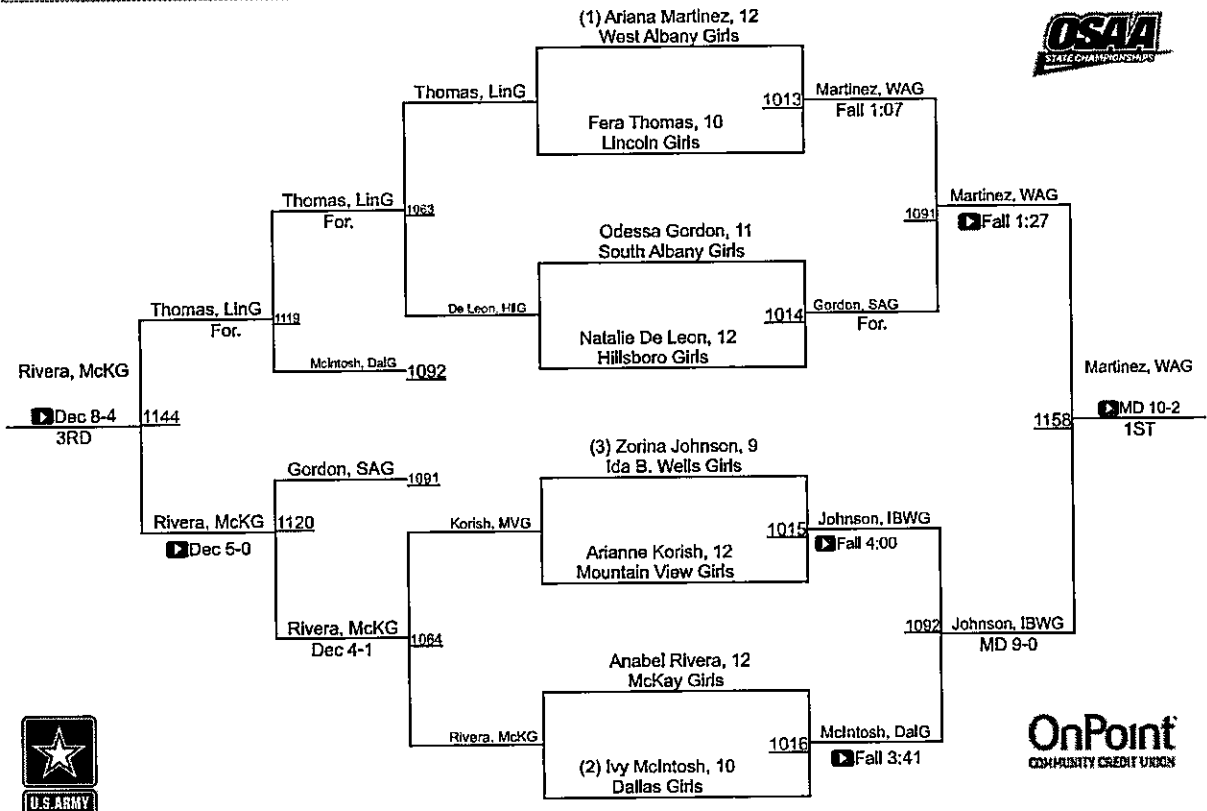 (1) Ariana Martinez, 12
West Albany Girls
OSAA
STATE CHAMPIONSHIPS
Thomas, LinG
1013
Martinez, WAG
Fall 1:07
Fera Thomas, 10
Lincoln Girls
Thomas, LinG
For.
1063
1091
Martinez, WAG
Fall 1:27
Odessa Gordon, 11
South Albany Girls
De Leon, HilG
1014
Gordon, SAG
For.
Natalie De Leon, 12
Hillsboro Girls
Thomas, LinG
For.
1119
McIntosh, DalG
1092
Rivera, McKG
Dec 8-4
3RD
1144
Martinez, WAG
MD 10-2
1ST
1158
(3) Zorina Johnson, 9
Ida B. Wells Girls
Gordon, SAG
1091
Rivera, McKG
Dec 5-0
1120
Korish, MVG
1015
Johnson, IBWG
Fall 4:00
Arianne Korish, 12
Mountain View Girls
Rivera, McKG
Dec 4-1
1064
1092
Johnson, IBWG
MD 9-0
Anabel Rivera, 12
McKay Girls
Rivera, McKG
1016
McIntosh, DalG
Fall 3:41
(2) Ivy McIntosh, 10
Dallas Girls
U.S.ARMY
OnPoint
COMMUNITY CREDIT UNION